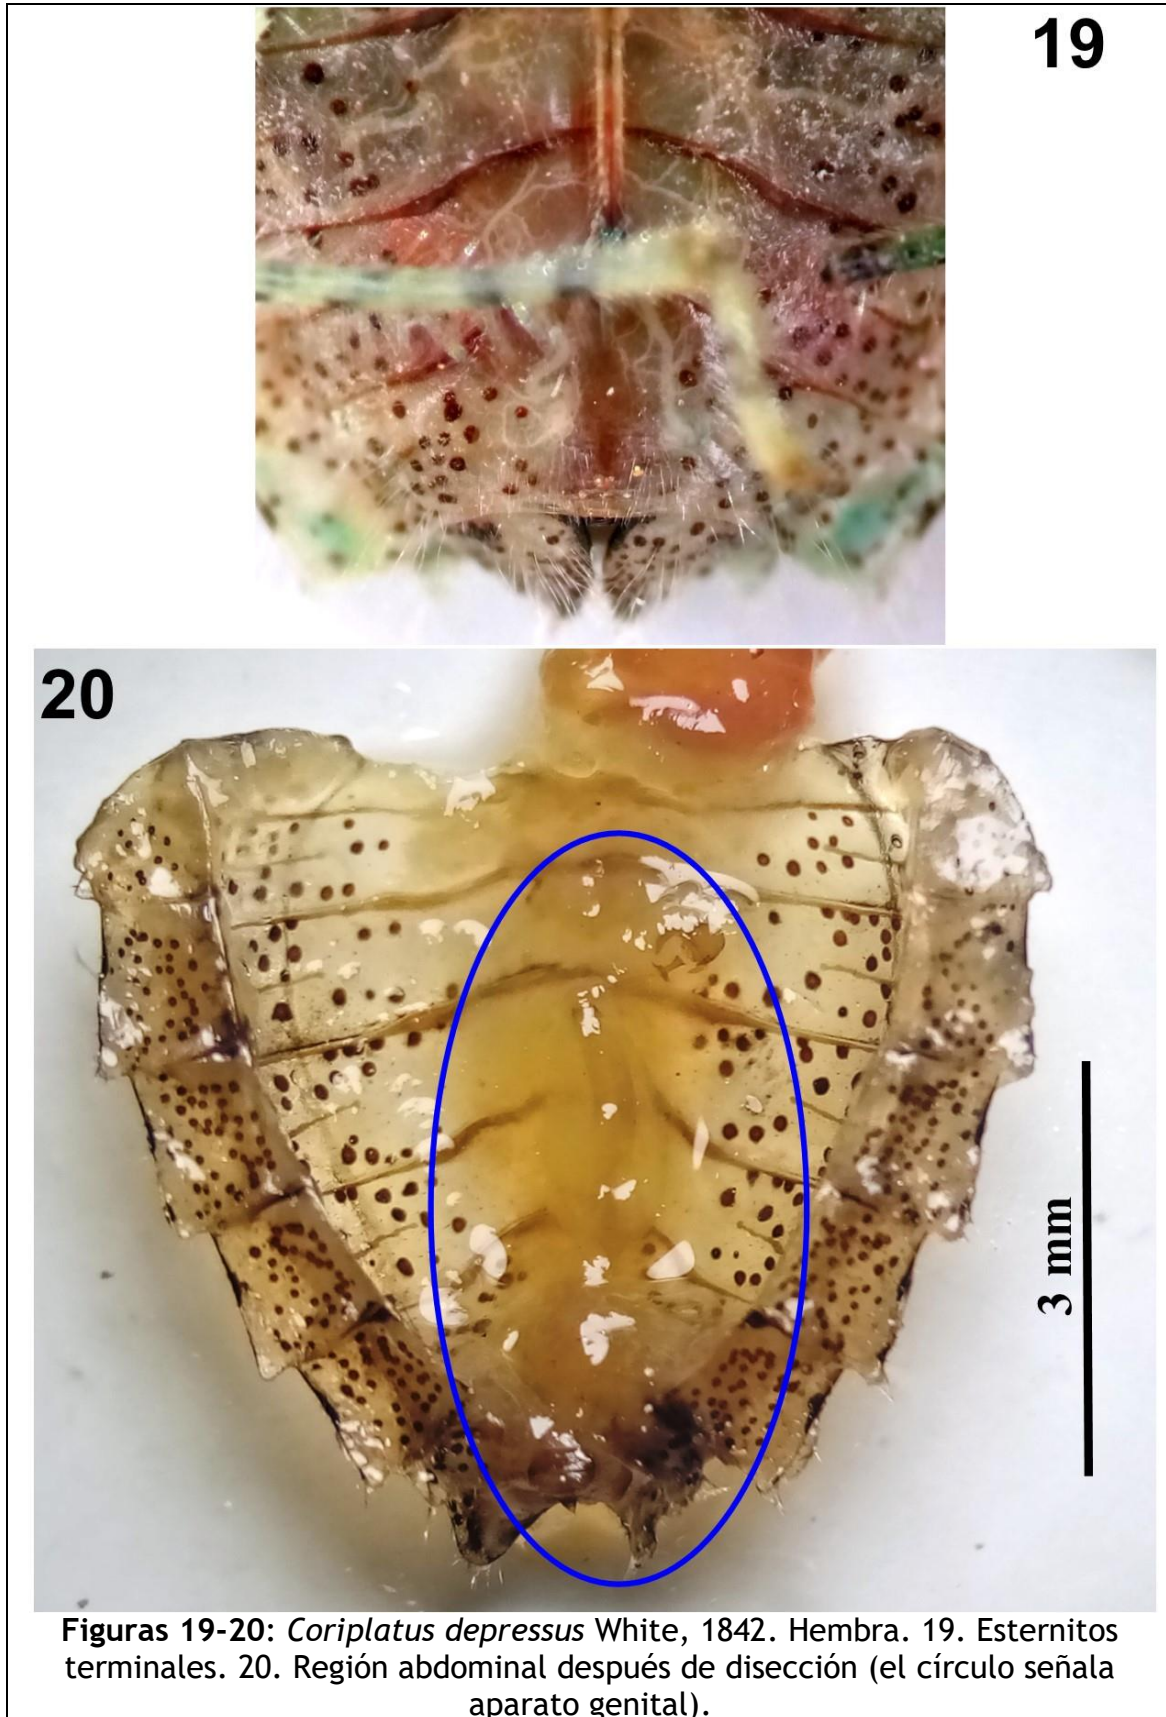 19
20
3 mm
Figuras 19-20: Coriplatus depressus White, 1842. Hembra. 19. Esternitos
terminales. 20. Región abdominal después de disección (el círculo señala
aparato genital).